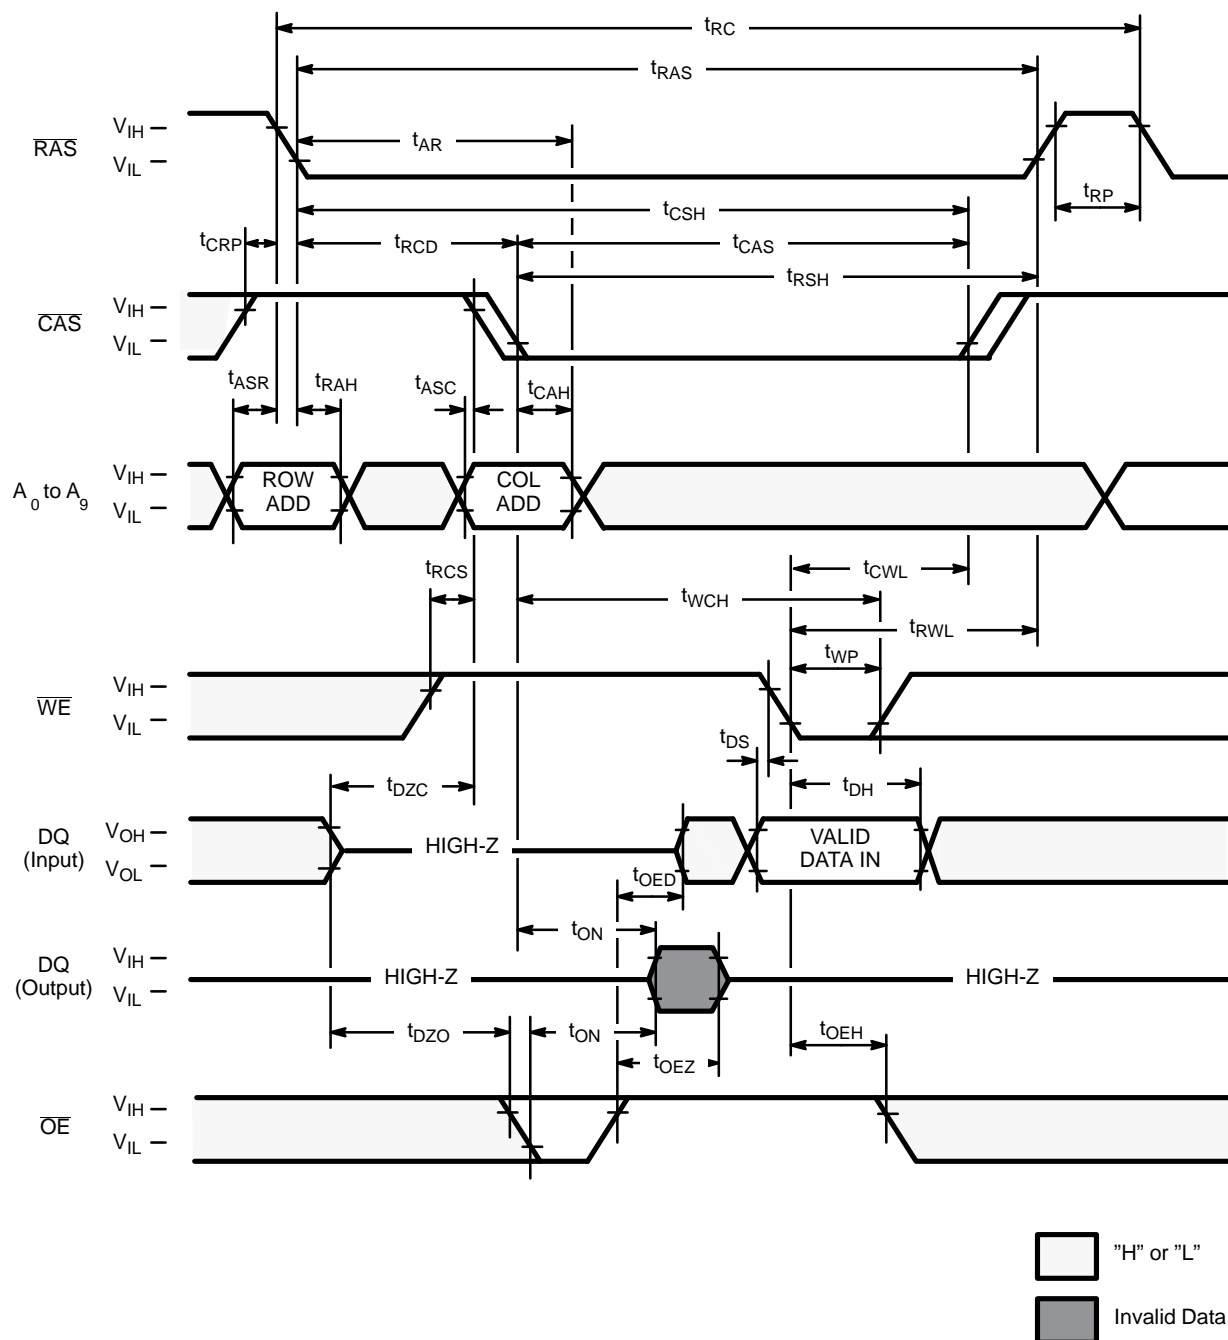 tRC
tRAS
RAS
VIH
VIL
tAR
tRP
tCSH
tCRP
tRCD
tCAS
tRSH
CAS
VIH
VIL
tASR
tRAH
tASC
tCAH
A0 to A9
VIH
VIL
ROW ADD
COL ADD
tRCS
tCWL
tWCH
tRWL
tWP
WE
VIH
VIL
tDS
tDZC
tDH
DQ (Input)
VOH
VOL
HIGH-Z
VALID DATA IN
tOED
tON
DQ (Output)
VIH
VIL
HIGH-Z
HIGH-Z
tDZO
tON
tOEZ
tOEH
OE
VIH
VIL
”H” or ”L”
Invalid Data